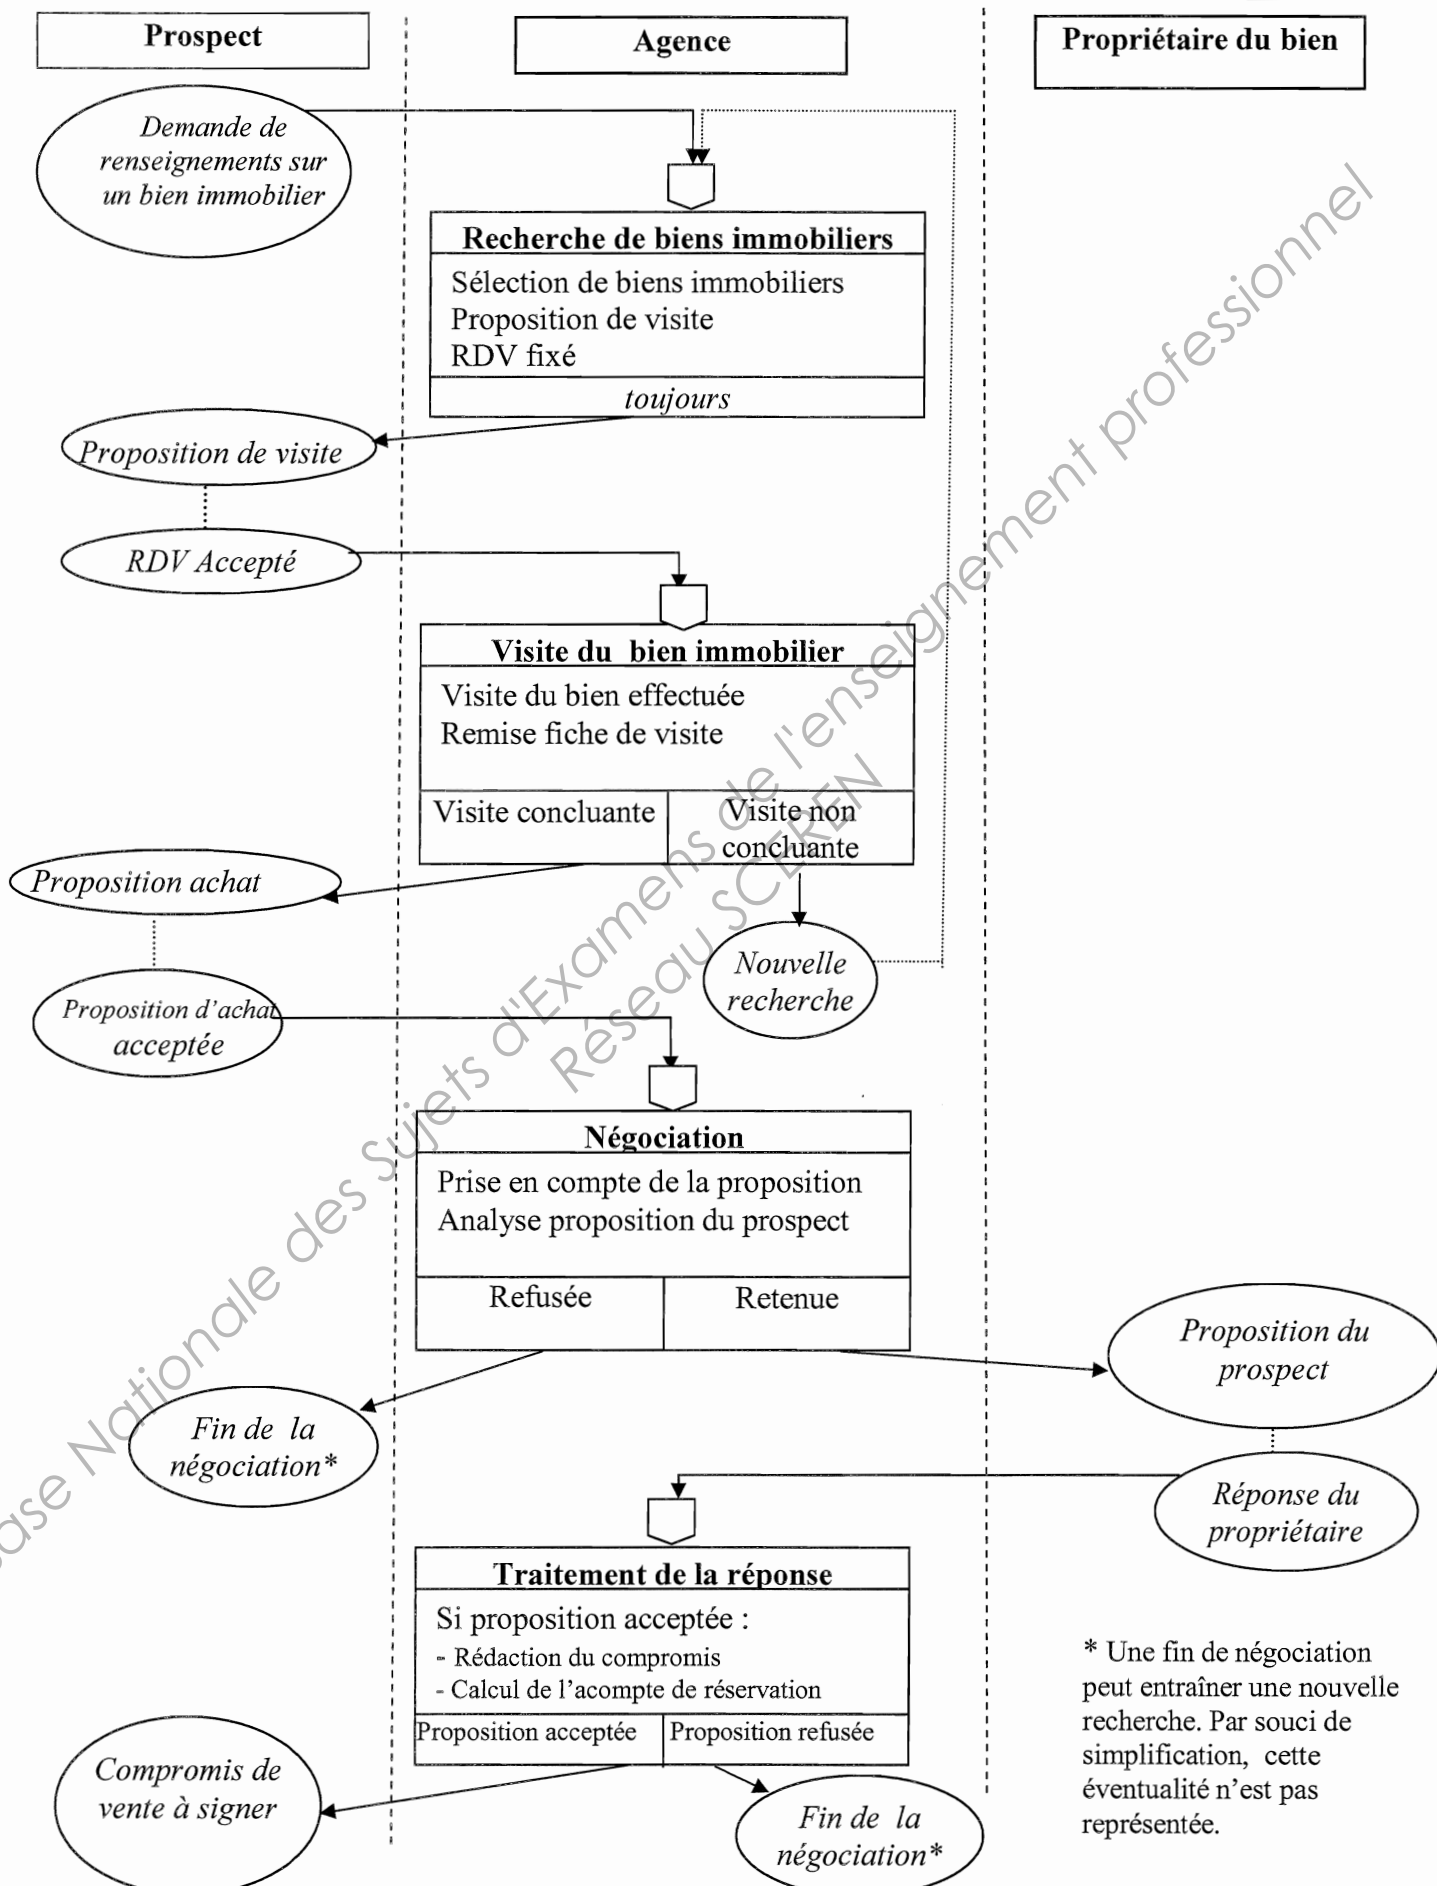 Prospect
Agence
Propriétaire du bien
Demande de
renseignements sur
un bien immobilier
Recherche de biens immobiliers
Sélection de biens immobiliers
Proposition de visite
RDV fixé
toujours
Proposition de visite
RDV Accepté
Visite du bien immobilier
Visite du bien effectuée
Remise fiche de visite
Visite concluante
Visite non
concluante
Proposition achat
Nouvelle
recherche
Proposition d'achat
acceptée
Négociation
Prise en compte de la proposition
Analyse proposition du prospect
Refusée
Retenue
Proposition du
prospect
Fin de la
négociation*
Réponse du
propriétaire
Traitement de la réponse
Si proposition acceptée :
- Rédaction du compromis
- Calcul de l'acompte de réservation
Proposition acceptée
Proposition refusée
Compromis de
vente à signer
Fin de la
négociation*
* Une fin de négociation
peut entraîner une nouvelle
recherche. Par souci de
simplification, cette
éventualité n'est pas
représentée.
Nationale des Sujets d'Examens de l'enseignement professionnel
Réseau SCEREN